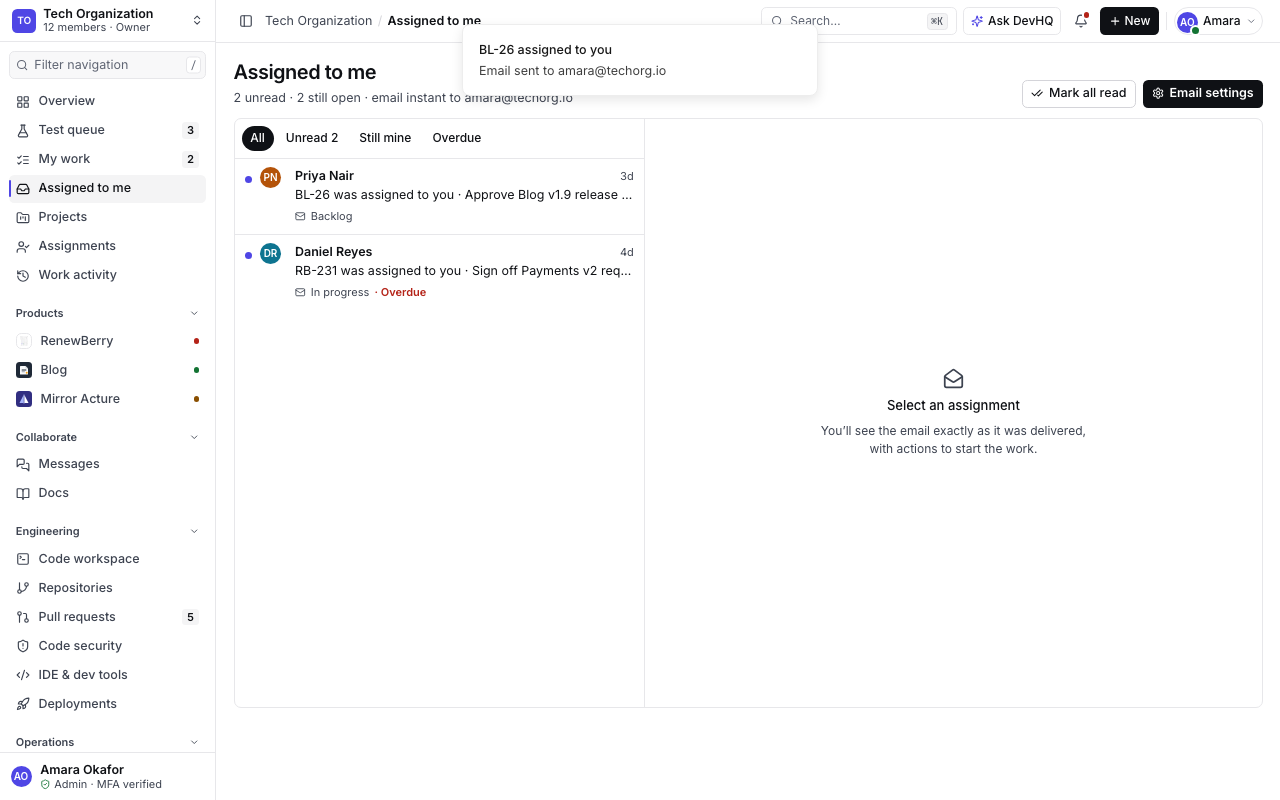 TO
Tech Organization
12 members · Owner
Filter navigation
/
Overview
Test queue
3
My work
2
Assigned to me
Projects
Assignments
Work activity
Products
RenewBerry
Blog
Mirror Acture
Collaborate
Messages
Docs
Engineering
Code workspace
Repositories
Pull requests
5
Code security
IDE & dev tools
Deployments
Operations
AO
Amara Okafor
Admin · MFA verified
Tech Organization / Assigned to me
Search...
⌘K
Ask DevHQ
+ New
AO
Amara
BL-26 assigned to you
Email sent to amara@techorg.io
Assigned to me
2 unread · 2 still open · email instant to amara@techorg.io
Mark all read
Email settings
All
Unread 2
Still mine
Overdue
PN
Priya Nair
3d
BL-26 was assigned to you · Approve Blog v1.9 release ...
Backlog
DR
Daniel Reyes
4d
RB-231 was assigned to you · Sign off Payments v2 req...
In progress · Overdue
Select an assignment
You’ll see the email exactly as it was delivered,
with actions to start the work.